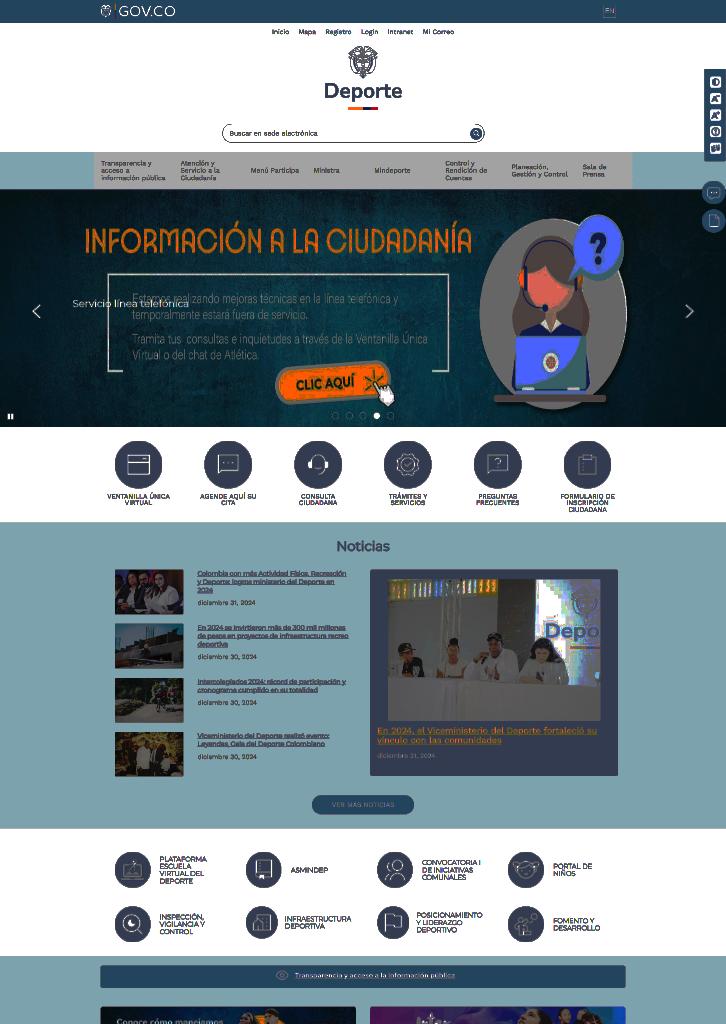 GOV.CO
EN
Inicio Mapa Registro Login Intranet Mi Correo
Deporte
Buscar en sede electrónica
Transparencia y
acceso a
información pública
Atención y
Servicio a la
Ciudadanía
Menú Participa
Ministra
Mindeporte
Control y
Rendición de
Cuentas
Planeación,
Gestión y Control
Sala de
Prensa
INFORMACIÓN A LA CIUDADANÍA
Estamos realizando mejoras técnicas en la línea telefónica y
Servicio línea telefónica
temporalmente estará fuera de servicio.
Tramita tus consultas e inquietudes a través de la Ventanilla Única
Virtual o del chat de Atlética.
CLIC AQUÍ
?
VENTANILLA ÚNICA
VIRTUAL
AGENDE AQUÍ SU
CITA
CONSULTA
CIUDADANA
TRÁMITES Y
SERVICIOS
PREGUNTAS
FRECUENTES
FORMULARIO DE
INSCRIPCIÓN
CIUDADANA
Noticias
Colombia con más Actividad Física, Recreación
y Deporte: logros ministerio del Deporte en
2024
diciembre 31, 2024
En 2024 se invirtieron más de 300 mil millones
de pesos en proyectos de infraestructura recreo
deportiva
diciembre 30, 2024
Intercolegiados 2024: récord de participación y
cronograma cumplido en su totalidad
diciembre 30, 2024
Viceministerio del Deporte realizó evento:
Leyendas, Gala del Deporte Colombiano
diciembre 30, 2024
Depo
En 2024, el Viceministerio del Deporte fortaleció su
vínculo con las comunidades
diciembre 31, 2024
VER MÁS NOTICIAS
PLATAFORMA
ESCUELA
VIRTUAL DEL
DEPORTE
ASMINDEP
CONVOCATORIA I
DE INICIATIVAS
COMUNALES
PORTAL DE
NIÑOS
INSPECCIÓN,
VIGILANCIA Y
CONTROL
INFRAESTRUCTURA
DEPORTIVA
POSICIONAMIENTO
Y LIDERAZGO
DEPORTIVO
FOMENTO Y
DESARROLLO
Transparencia y acceso a la información pública
Conoce cómo manejamos